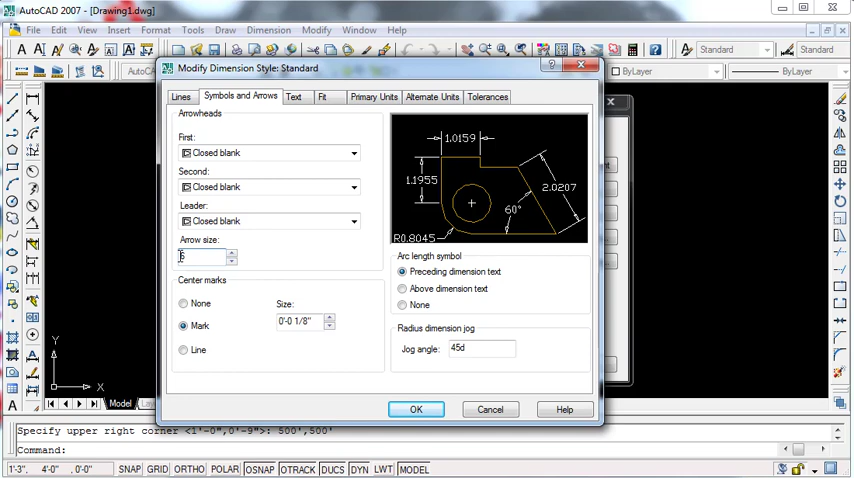 AutoCAD 2007 - [Drawing1.dwg]
File Edit View Insert Format Tools Draw Dimension Modify Window Help
Standard
Standard
AutoCA
ByLayer
ByLayer
Modify Dimension Style: Standard
Lines Symbols and Arrows Text Fit Primary Units Alternate Units Tolerances
Arrowheads
First:
Closed blank
Second:
Closed blank
Leader:
Closed blank
Arrow size:
6
Center marks
None
Mark
Line
Size:
0'-0 1/8"
1.0159
1.1955
2.0207
60°
R0.8045
Arc length symbol
Preceding dimension text
Above dimension text
None
Radius dimension jog
Jog angle: 45d
OK Cancel Help
Y
X
Model
Specify upper right corner <1'-0",0'-9">: 500',500'
Command:
1'-3", 4'-0" , 0'-0" SNAP GRID ORTHO POLAR OSNAP OTRACK DUCS DYN LWT MODEL